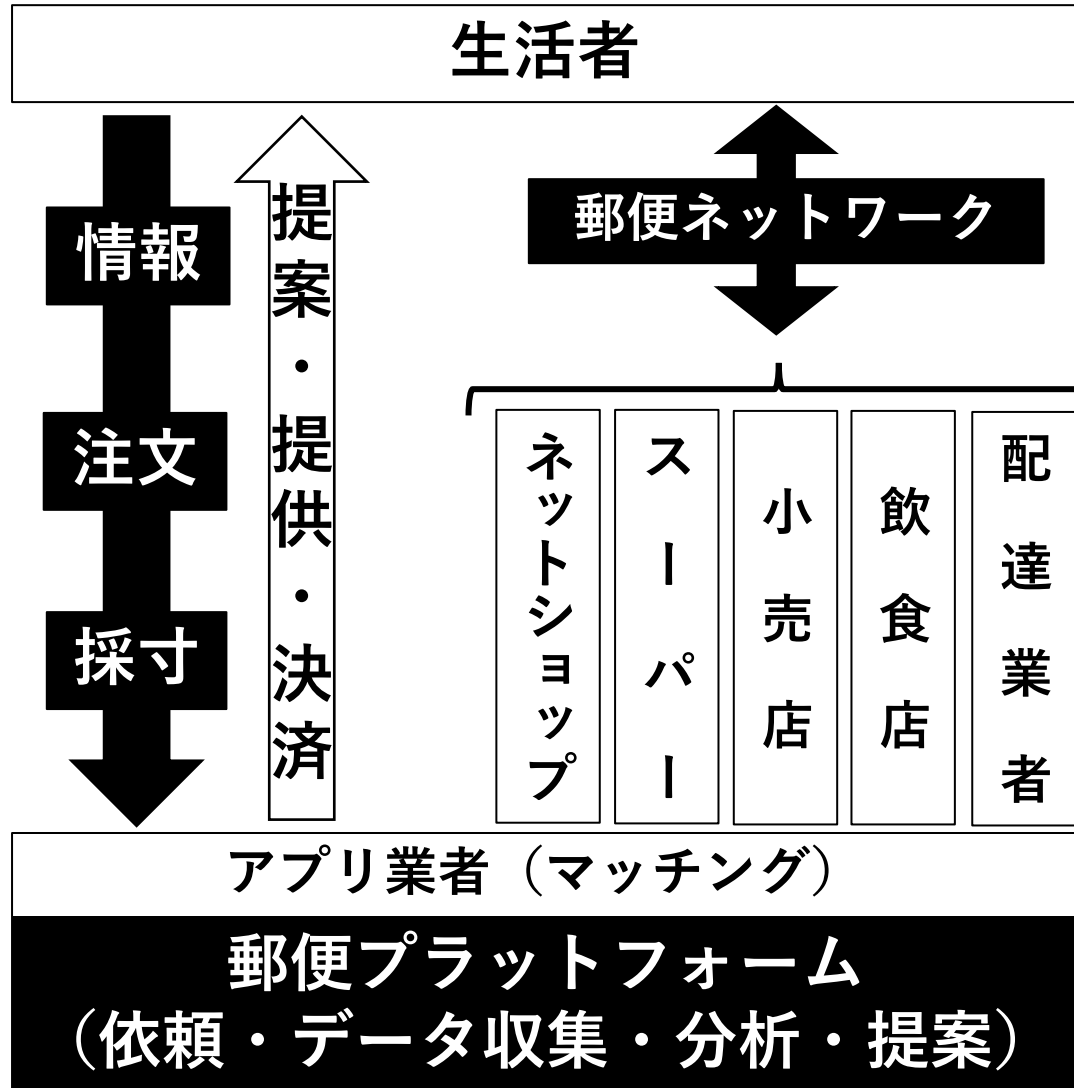 生活者
情報
注文
採寸
提案・提供・決済
郵便ネットワーク
ネットショップ
スーパー
小売店
飲食店
配達業者
アプリ業者（マッチング）
郵便プラットフォーム
（依頼・データ収集・分析・提案）